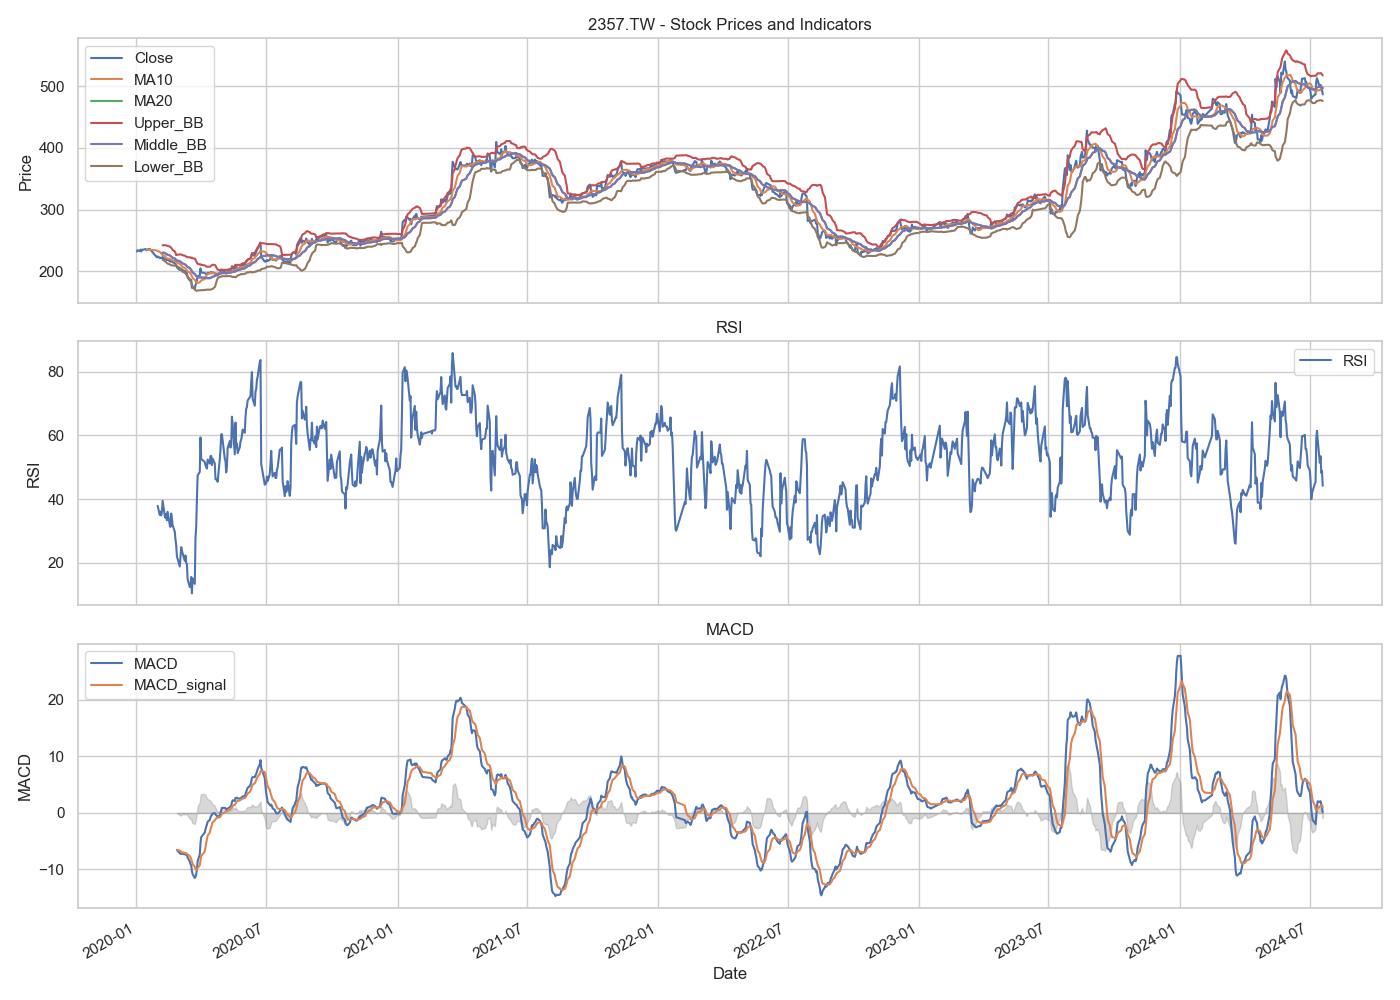 2357.TW - Stock Prices and Indicators
Close
MA10
MA20
Upper_BB
Middle_BB
Lower_BB
Price
500
400
300
200
RSI
RSI
RSI
80
60
40
20
MACD
MACD
MACD_signal
MACD
20
10
0
−10
2020-01
2020-07
2021-01
2021-07
2022-01
2022-07
2023-01
2023-07
2024-01
2024-07
Date